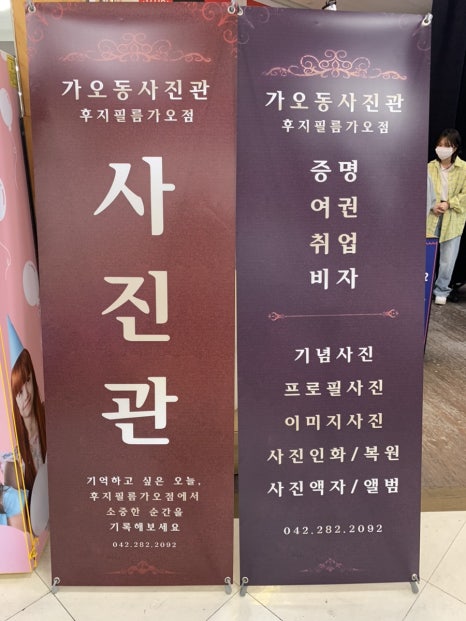 가오동사진관
후지필름가오점
사
진
관
기억하고 싶은 오늘,
후지필름가오점에서
소중한 순간을
기록해보세요
042.282.2092
가오동사진관
후지필름가오점
증명
여권
취업
비자
기념사진
프로필사진
이미지사진
사진인화/복원
사진액자/앨범
042.282.2092